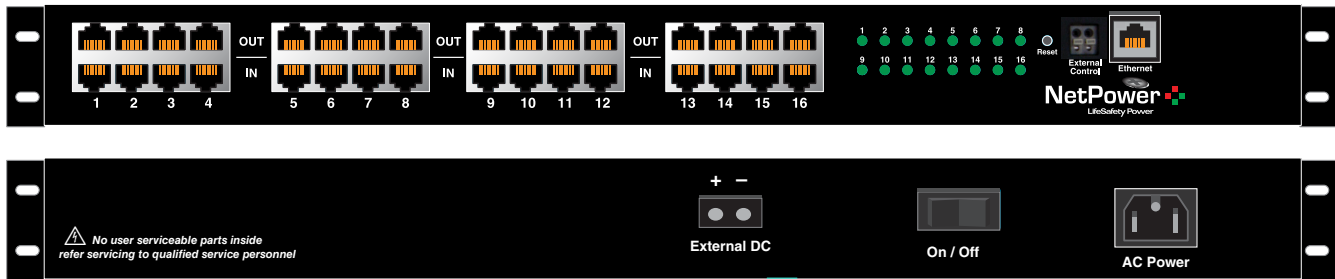 OUT OUT OUT
IN IN IN
1 2 3 4 5 6 7 8 9 10 11 12 13 14 15 16
1 2 3 4 5 6 7 8
9 10 11 12 13 14 15 16
Reset
External
Control
Ethernet
NetPower
LifeSafety Power
+ −
External DC
On / Off
AC Power
No user serviceable parts inside
refer servicing to qualified service personnel